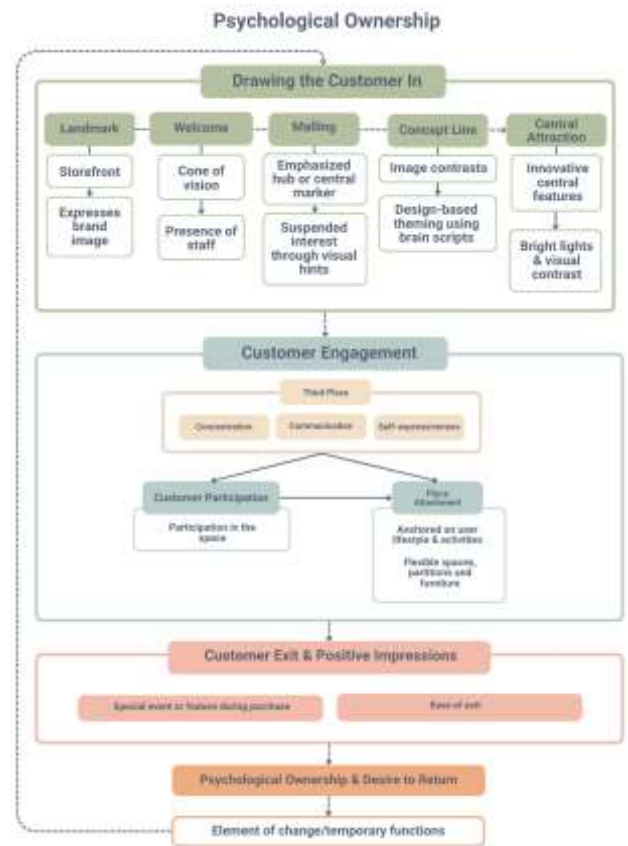 Psychological Ownership
Drawing the Customer In
Landmark
Welcome
Malling
Concept Line
Central
Attraction
Storefront
Expresses
brand
image
Cone of
vision
Presence of
staff
Emphasized
hub or central
marker
Suspended
interest
through visual
hints
Image contrasts
Design-based
theming using
brain scripts
Innovative
central
features
Bright lights
& visual
contrast
Customer Engagement
Third Place
Concentration
Communication
Self-expressiveness
Customer Participation
Participation in the
space
Place
Attachment
Anchored on user
lifestyle & activities
Flexible spaces,
partitions and
furniture
Customer Exit & Positive Impressions
Special event or feature during purchase
Ease of exit
Psychological Ownership & Desire to Return
Element of change/temporary functions